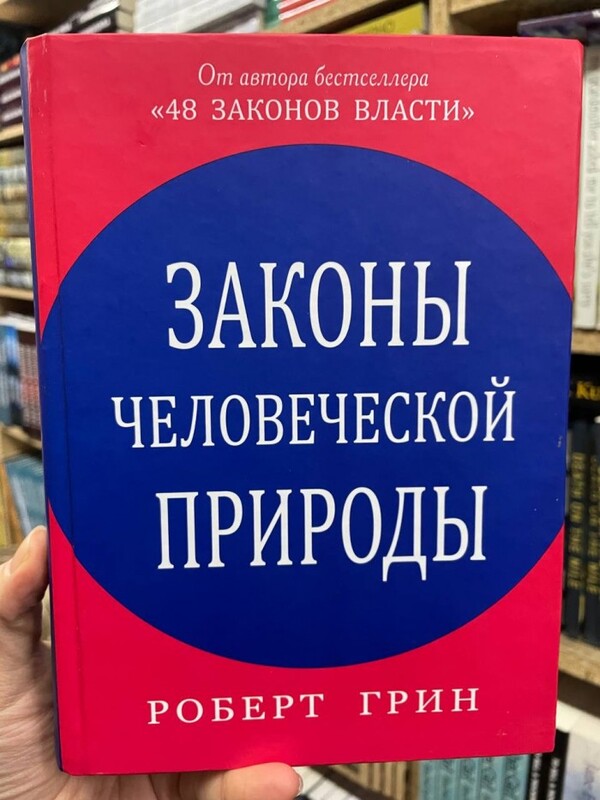 От автора бестселлера
«48 ЗАКОНОВ ВЛАСТИ»
ЗАКОНЫ
ЧЕЛОВЕЧЕСКОЙ
ПРИРОДЫ
РОБЕРТ ГРИН